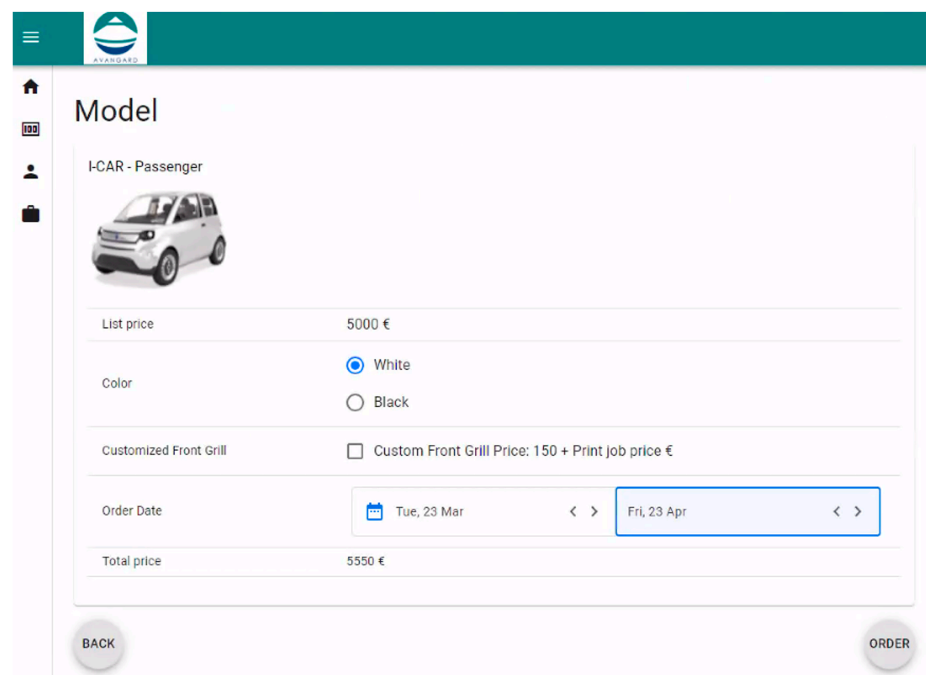 AVANGARD
Model
I-CAR - Passenger
List price 5000 €
Color
White
Black
Customized Front Grill Custom Front Grill Price: 150 + Print job price €
Order Date Tue, 23 Mar Fri, 23 Apr
Total price 5550 €
BACK ORDER